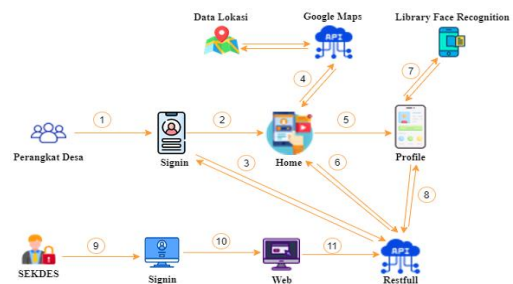 Data Lokasi
Google Maps
Library Face Recognition
API
4
7
1
2
5
Perangkat Desa
Signin
3
Home
6
Profile
8
9
10
11
API
SEKDES
Signin
Web
Restfull